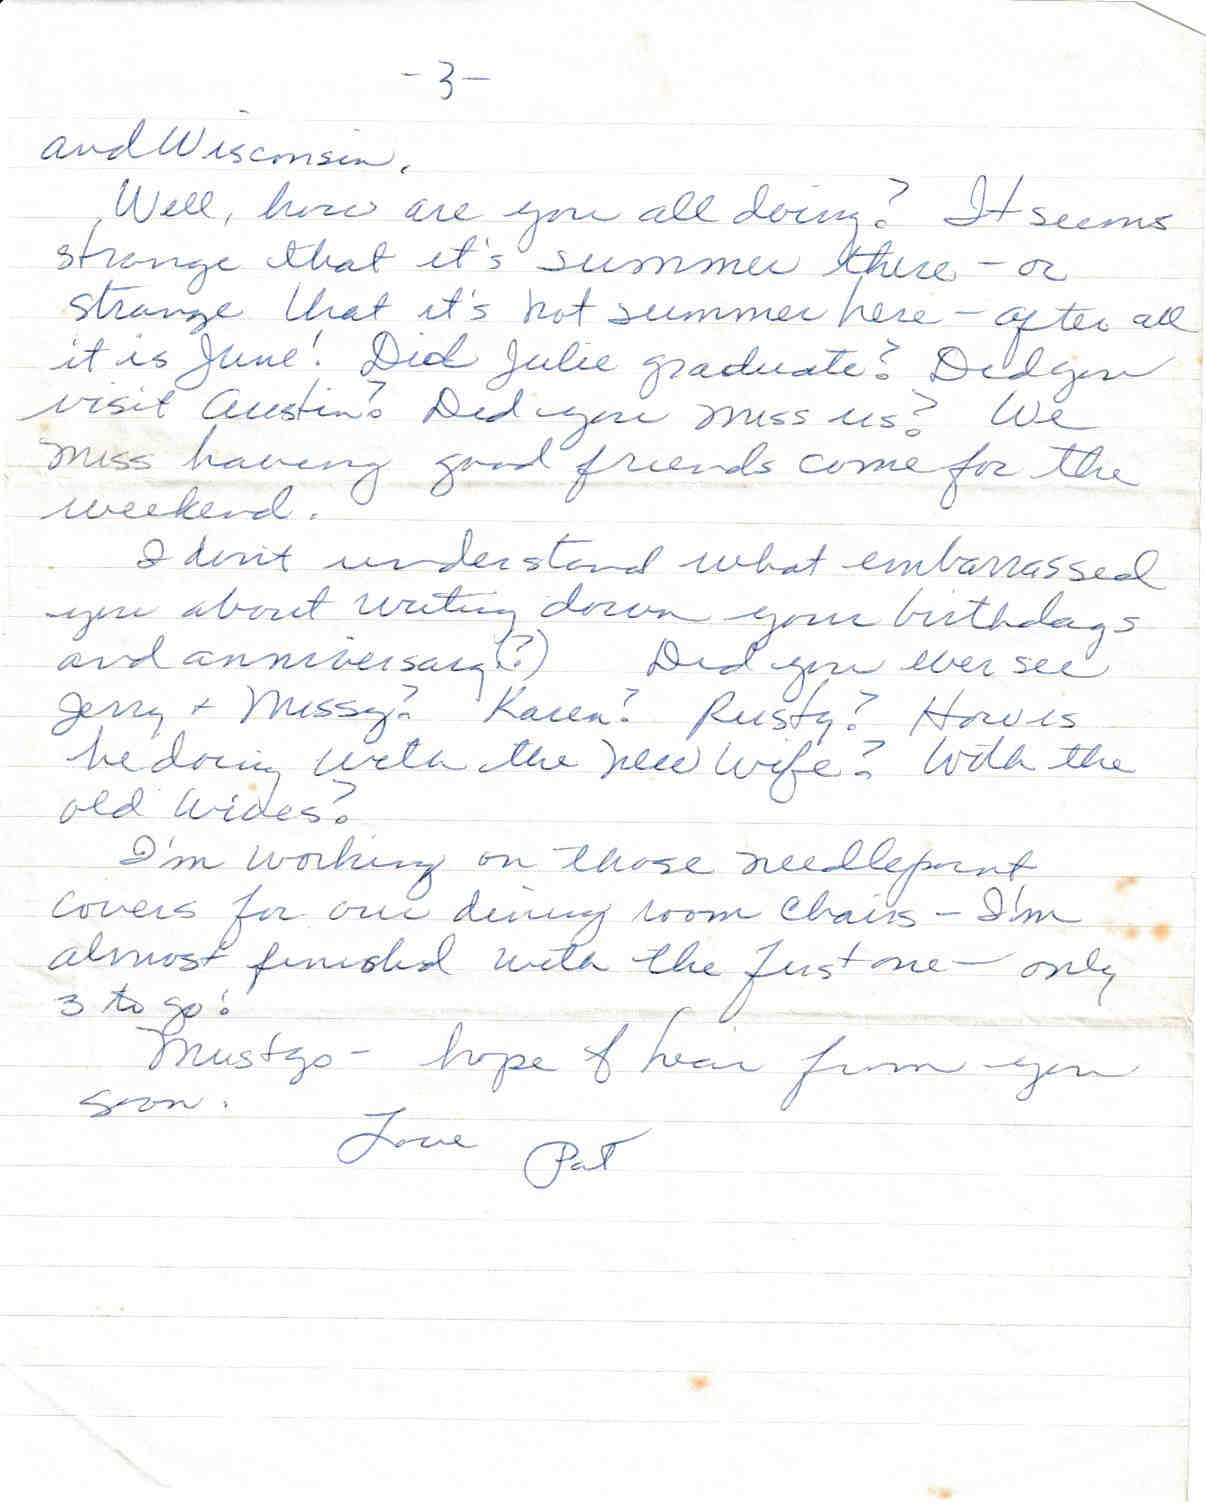 -3-
and Wisconsin.
Well, how are you all doing? It seems
strange that it's summer there - or
strange that it's not summer here - after all
it is June! Did Julie graduate? Did you
visit Austin? Did you miss us? We
miss having good friends come for the
weekend.
I don't understand what embarrassed
you about writing down your birthdays
and anniversary(?) Did you ever see
Jerry + Missy? Karen? Rusty? How is
he doing with the new wife? With the
old wives?
I'm working on those needlepoint
covers for our dining room chairs - I'm
almost finished with the first one - only
3 to go!
Must go - hope to hear from you
soon.
Love Pat